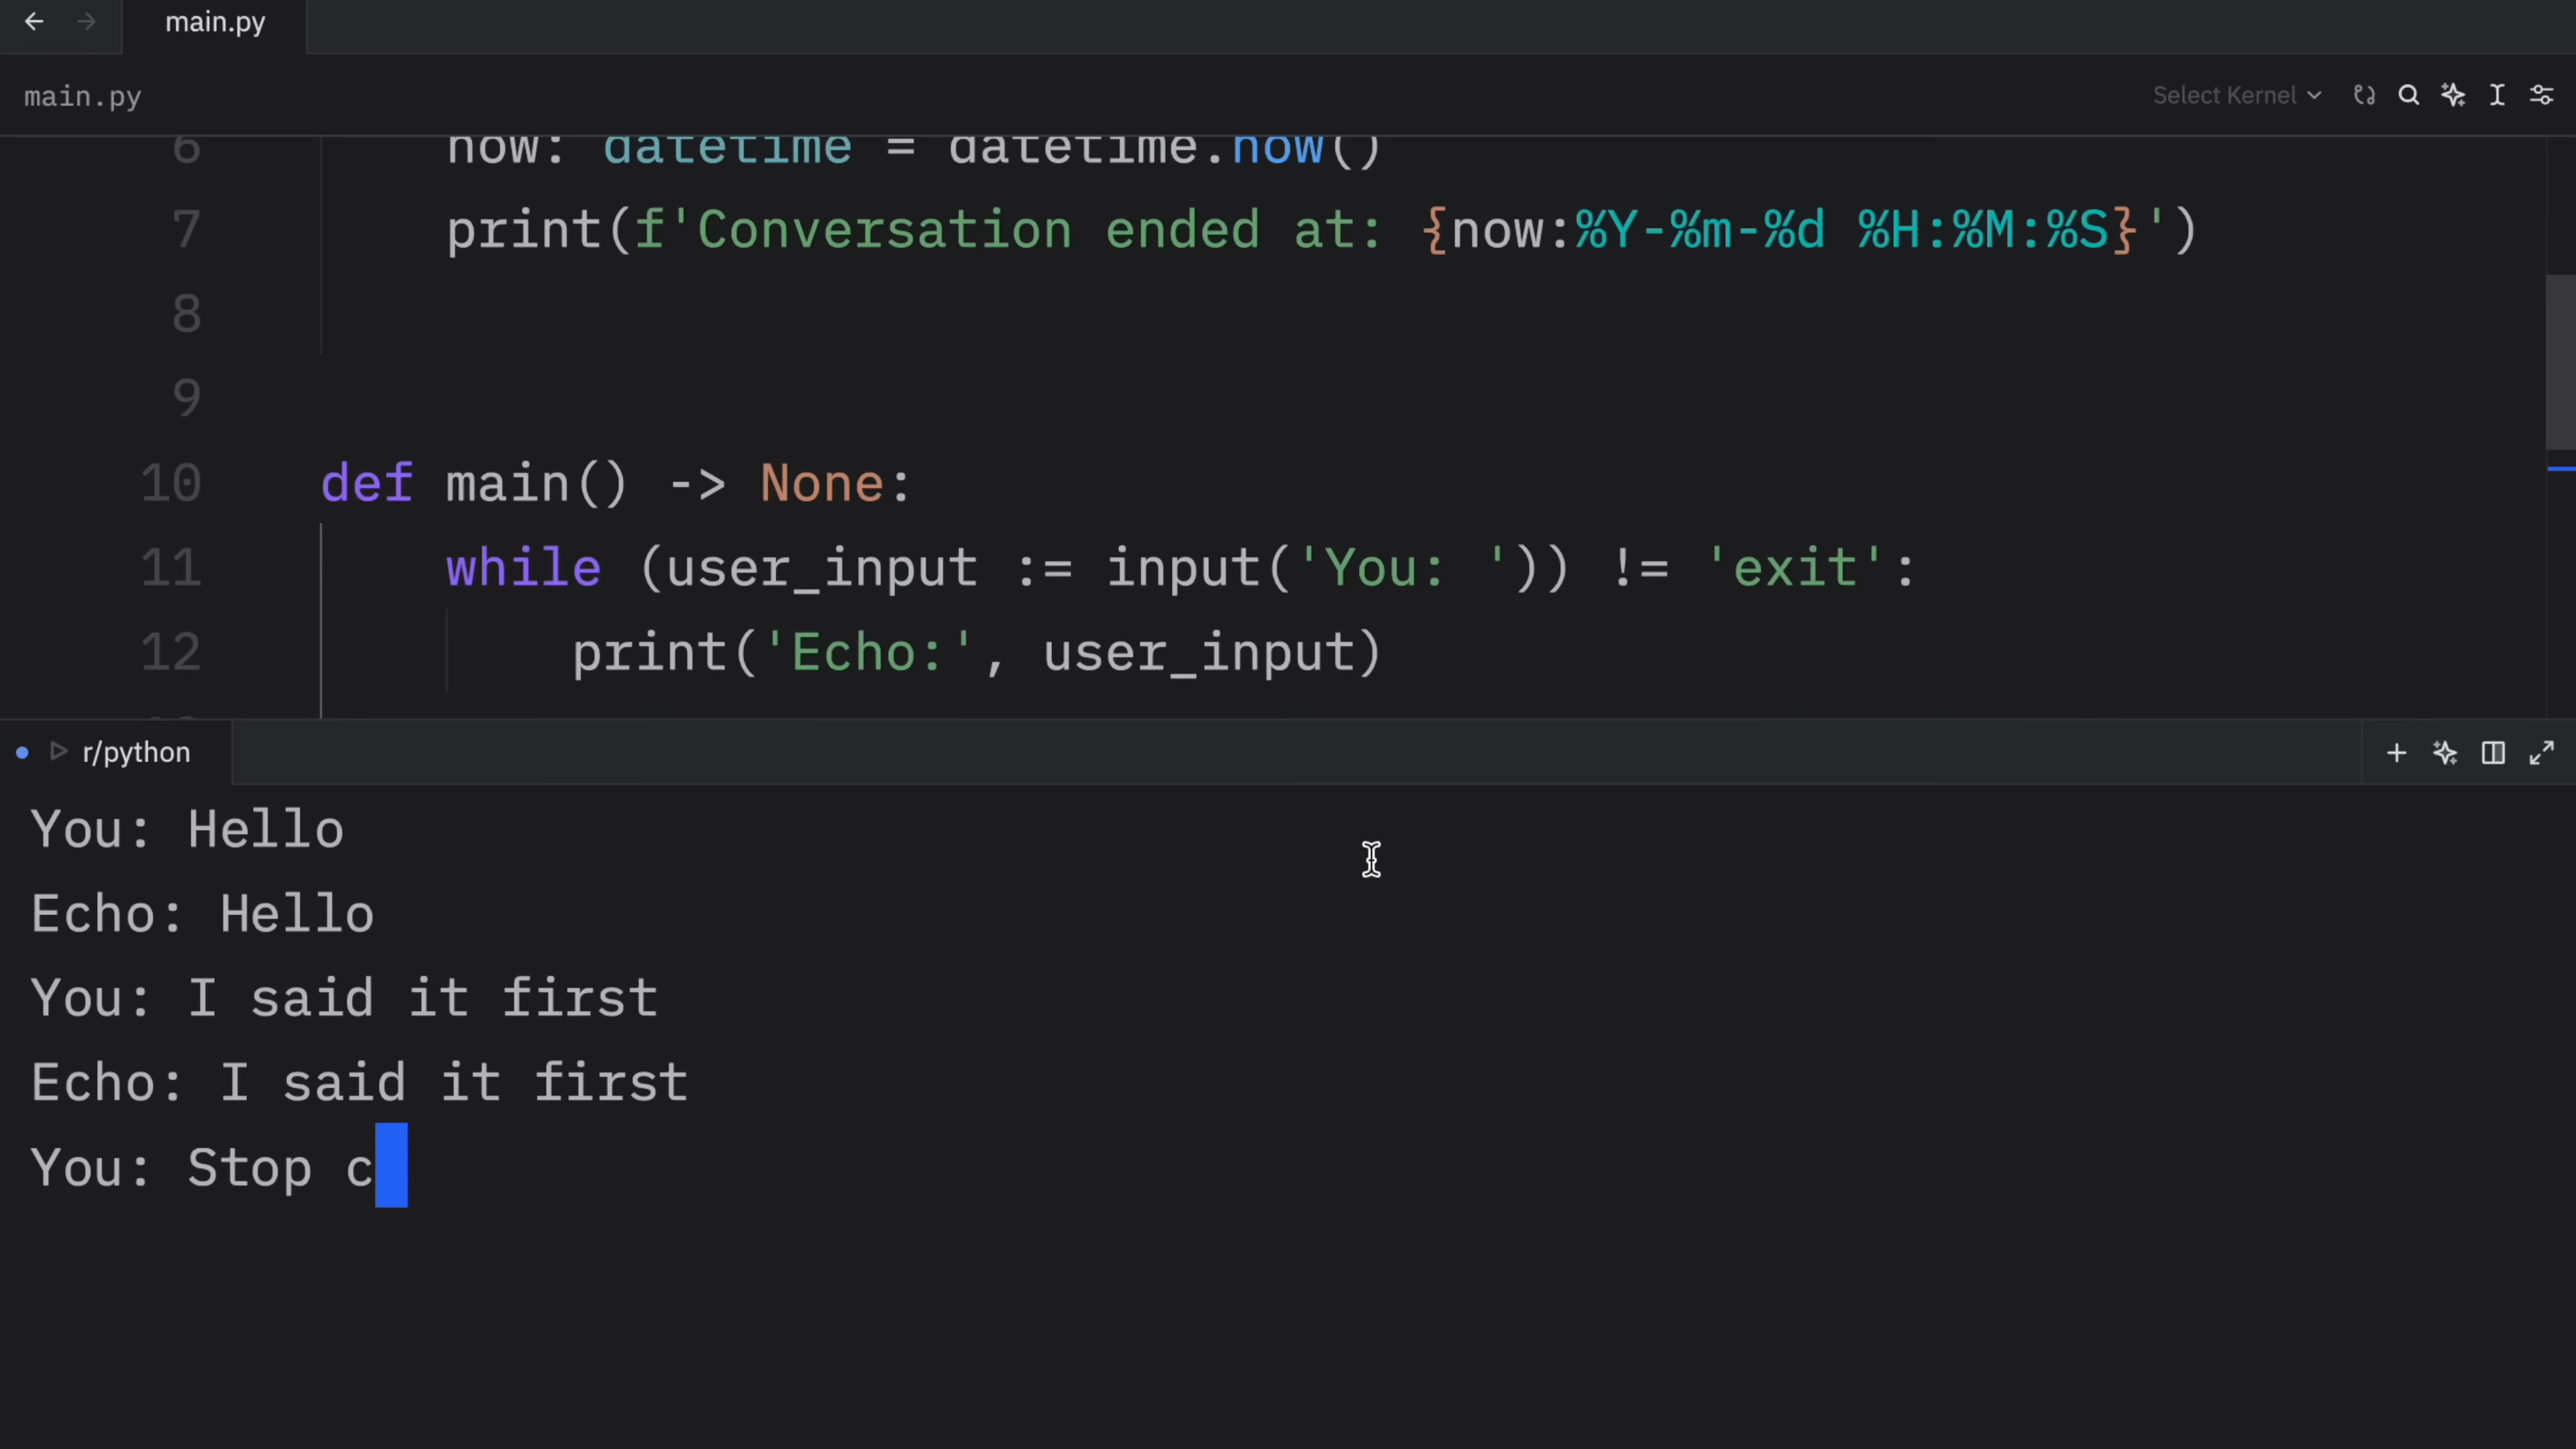 main.py
main.py
Select Kernel
6 now: datetime = datetime.now()
7 print(f'Conversation ended at: {now:%Y-%m-%d %H:%M:%S}')
8
9
10 def main() -> None:
11 while (user_input := input('You: ')) != 'exit':
12 print('Echo:', user_input)
r/python
You: Hello
Echo: Hello
You: I said it first
Echo: I said it first
You: Stop c